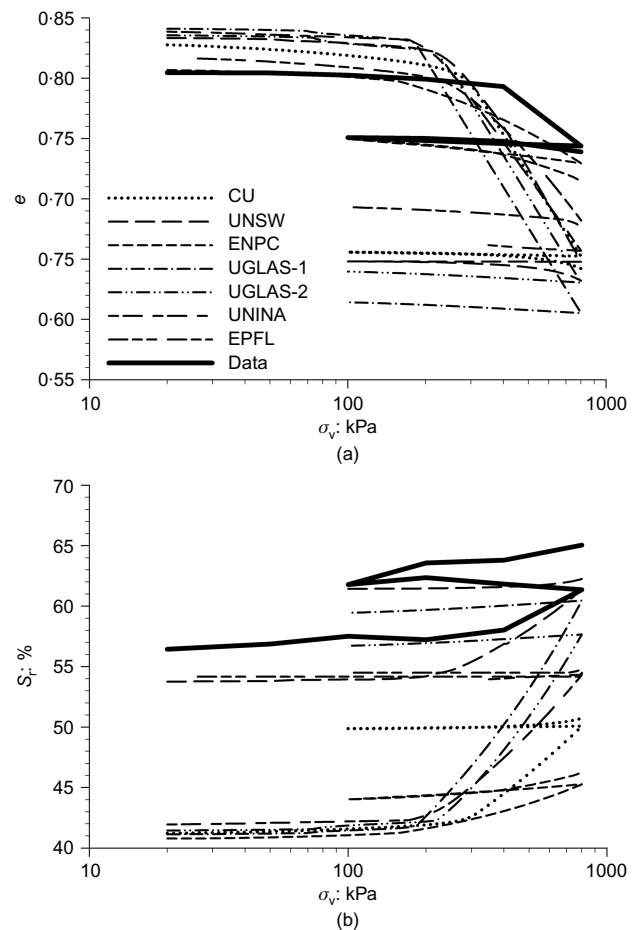 0·85
0·80
0·75
0·70
0·75
0·60
0·55
e
CU
UNSW
ENPC
UGLAS-1
UGLAS-2
UNINA
EPFL
Data
10
100
1000
σv: kPa
(a)
70
65
60
55
50
45
40
Sr: %
10
100
1000
σv: kPa
(b)